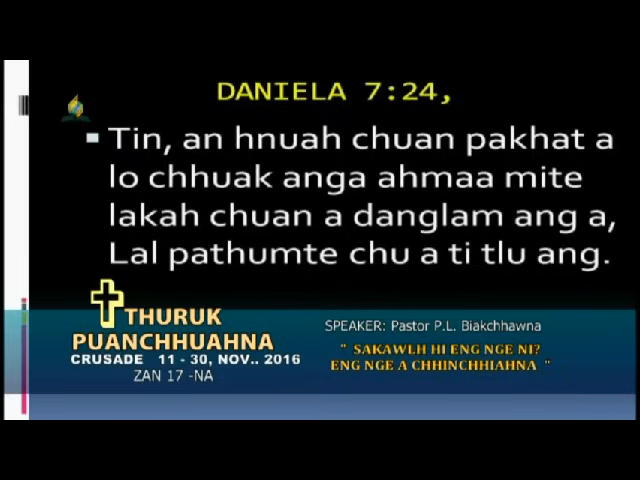 DANIELA 7:24,
Tin, an hnuah chuan pakhat a
lo chhuak anga ahmaa mite
lakah chuan a danglam ang a,
Lal pathumte chu a ti tlu ang.
THURUK
PUANCHHUAHNA
CRUSADE 11 - 30, NOV.. 2016
ZAN 17 -NA
SPEAKER: Pastor P.L. Biakchhawna
" SAKAWLH HI ENG NGE NI?
ENG NGE A CHHINCHHIAHNA "